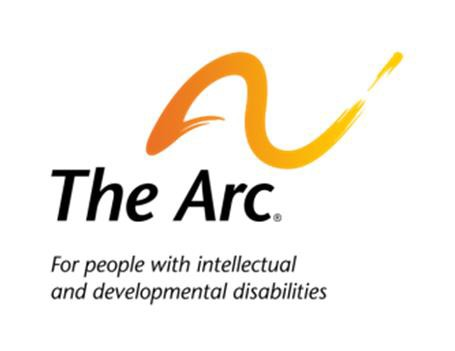 The Arc®
For people with intellectual
and developmental disabilities